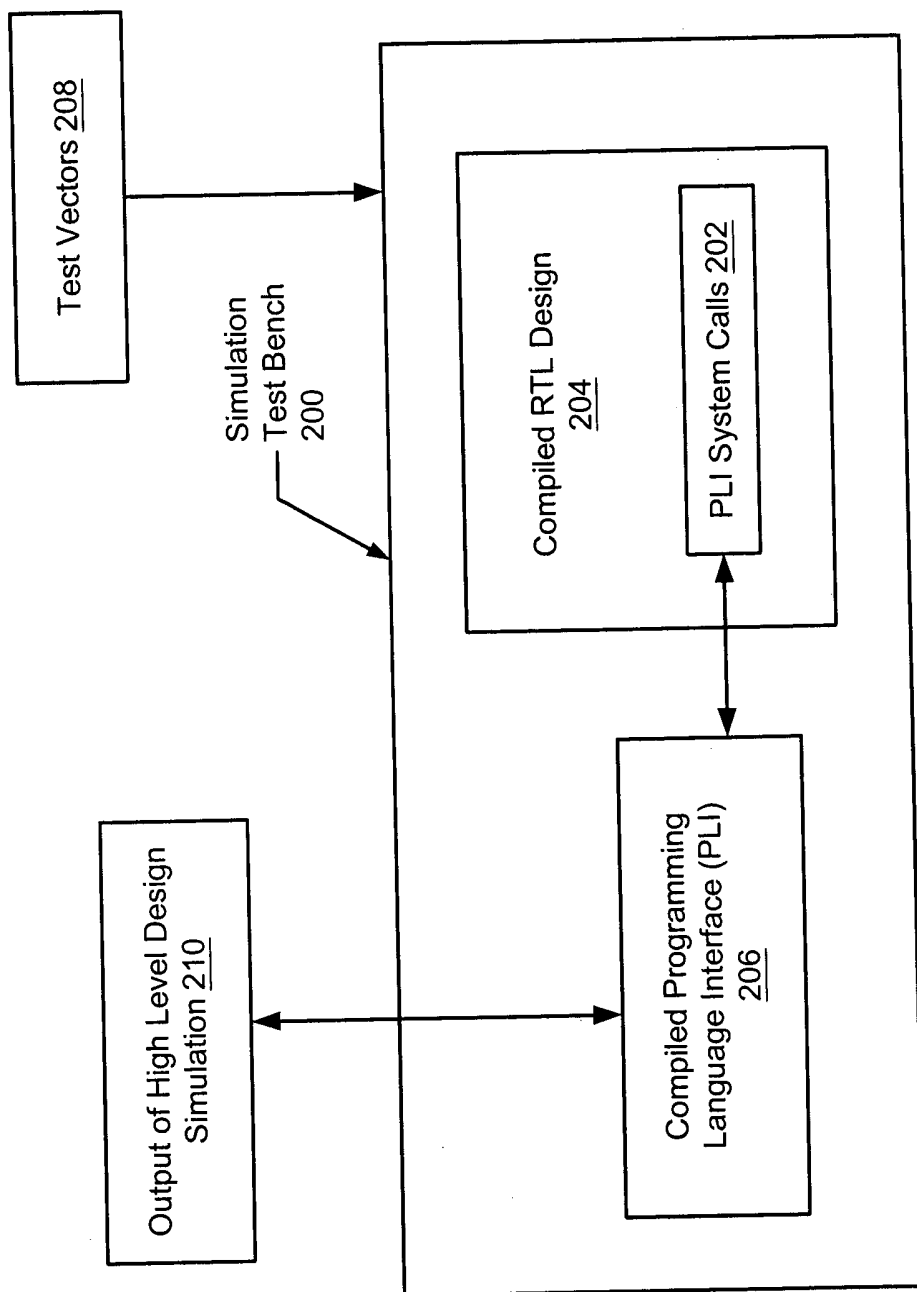 Output of High Level Design
Simulation 210
Test Vectors 208
Simulation
Test Bench
200
Compiled Programming
Language Interface (PLI)
206
Compiled RTL Design
204
PLI System Calls 202